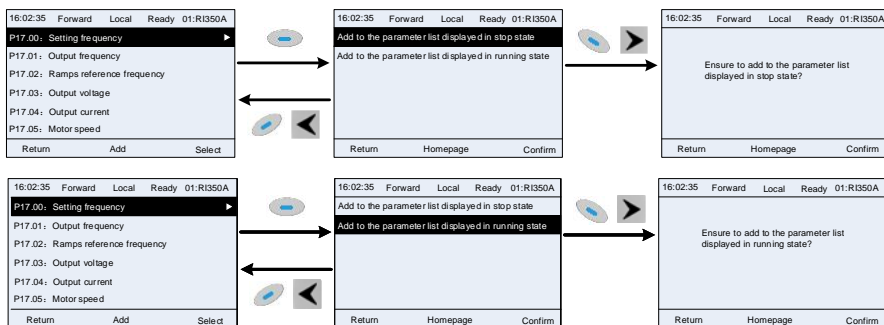 16:02:35 Forward Local Ready 01:RI350A
P17.00: Setting frequency
P17.01: Output frequency
P17.02: Ramps reference frequency
P17.03: Output voltage
P17.04: Output current
P17.05: Motor speed
Return Add Select
16:02:35 Forward Local Ready 01:RI350A
Add to the parameter list displayed in stop state
Add to the parameter list displayed in running state
Return Homepage Confirm
16:02:35 Forward Local Ready 01:RI350A
Ensure to add to the parameter list
displayed in stop state?
Return Homepage Confirm
16:02:35 Forward Local Ready 01:RI350A
P17.00: Setting frequency
P17.01: Output frequency
P17.02: Ramps reference frequency
P17.03: Output voltage
P17.04: Output current
P17.05: Motor speed
Return Add Select
16:02:35 Forward Local Ready 01:RI350A
Add to the parameter list displayed in stop state
Add to the parameter list displayed in running state
Return Homepage Confirm
16:02:35 Forward Local Ready 01:RI350A
Ensure to add to the parameter list
displayed in running state?
Return Homepage Confirm